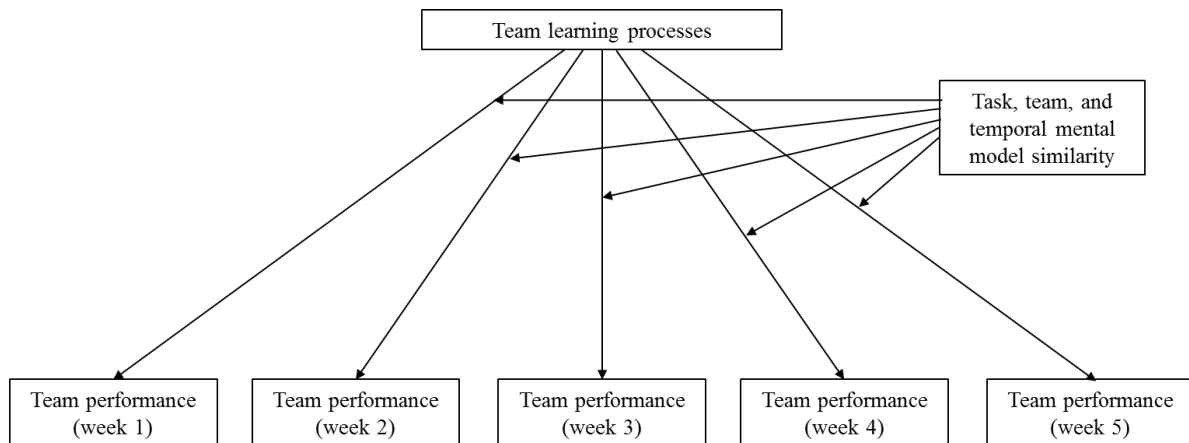 Team learning processes
Task, team, and
temporal mental
model similarity
Team performance
(week 1)
Team performance
(week 2)
Team performance
(week 3)
Team performance
(week 4)
Team performance
(week 5)